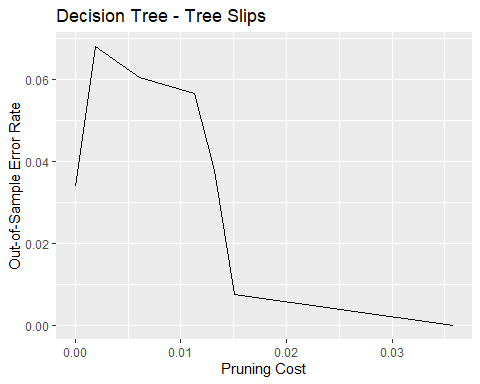 Decision Tree - Tree Slips
Out-of-Sample Error Rate
0.06
0.04
0.02
0.00
0.00 0.01 0.02 0.03
Pruning Cost